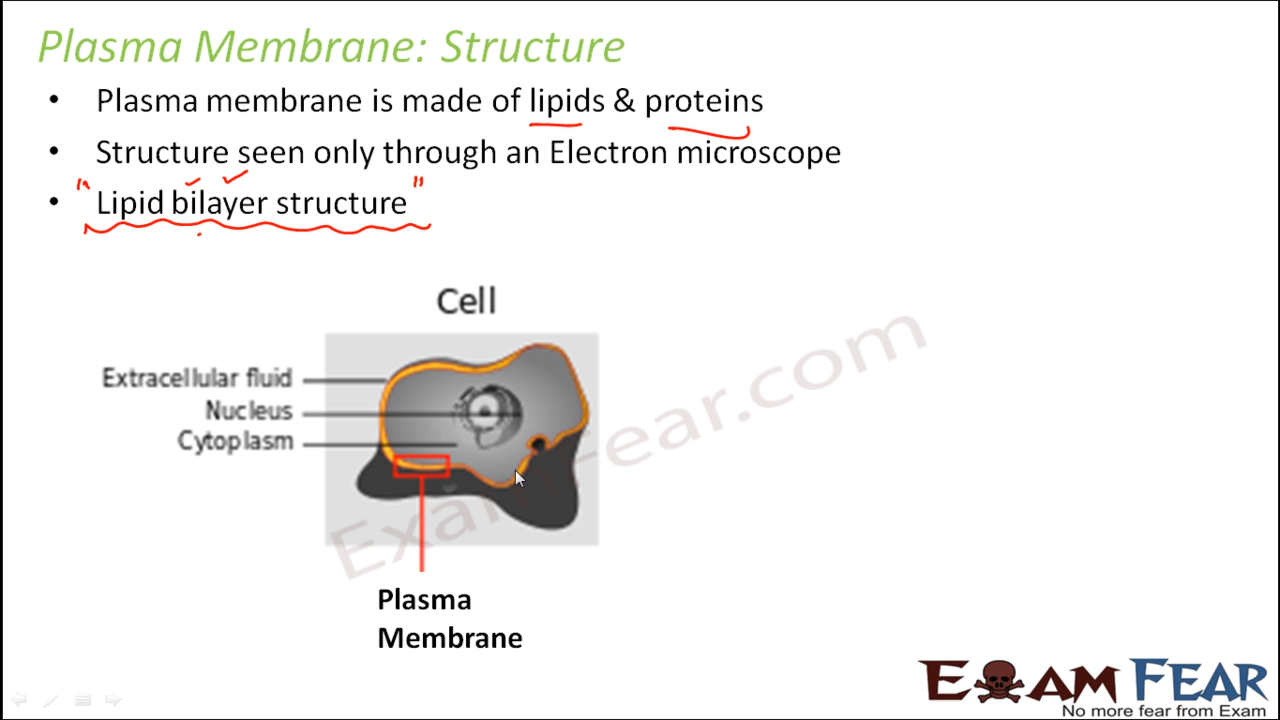 Plasma Membrane: Structure
• Plasma membrane is made of lipids & proteins
• Structure seen only through an Electron microscope
• "Lipid bilayer structure"
Cell
Extracellular fluid
Nucleus
Cytoplasm
Plasma
Membrane
ExamFear.com
EXAM FEAR
No more fear from Exam